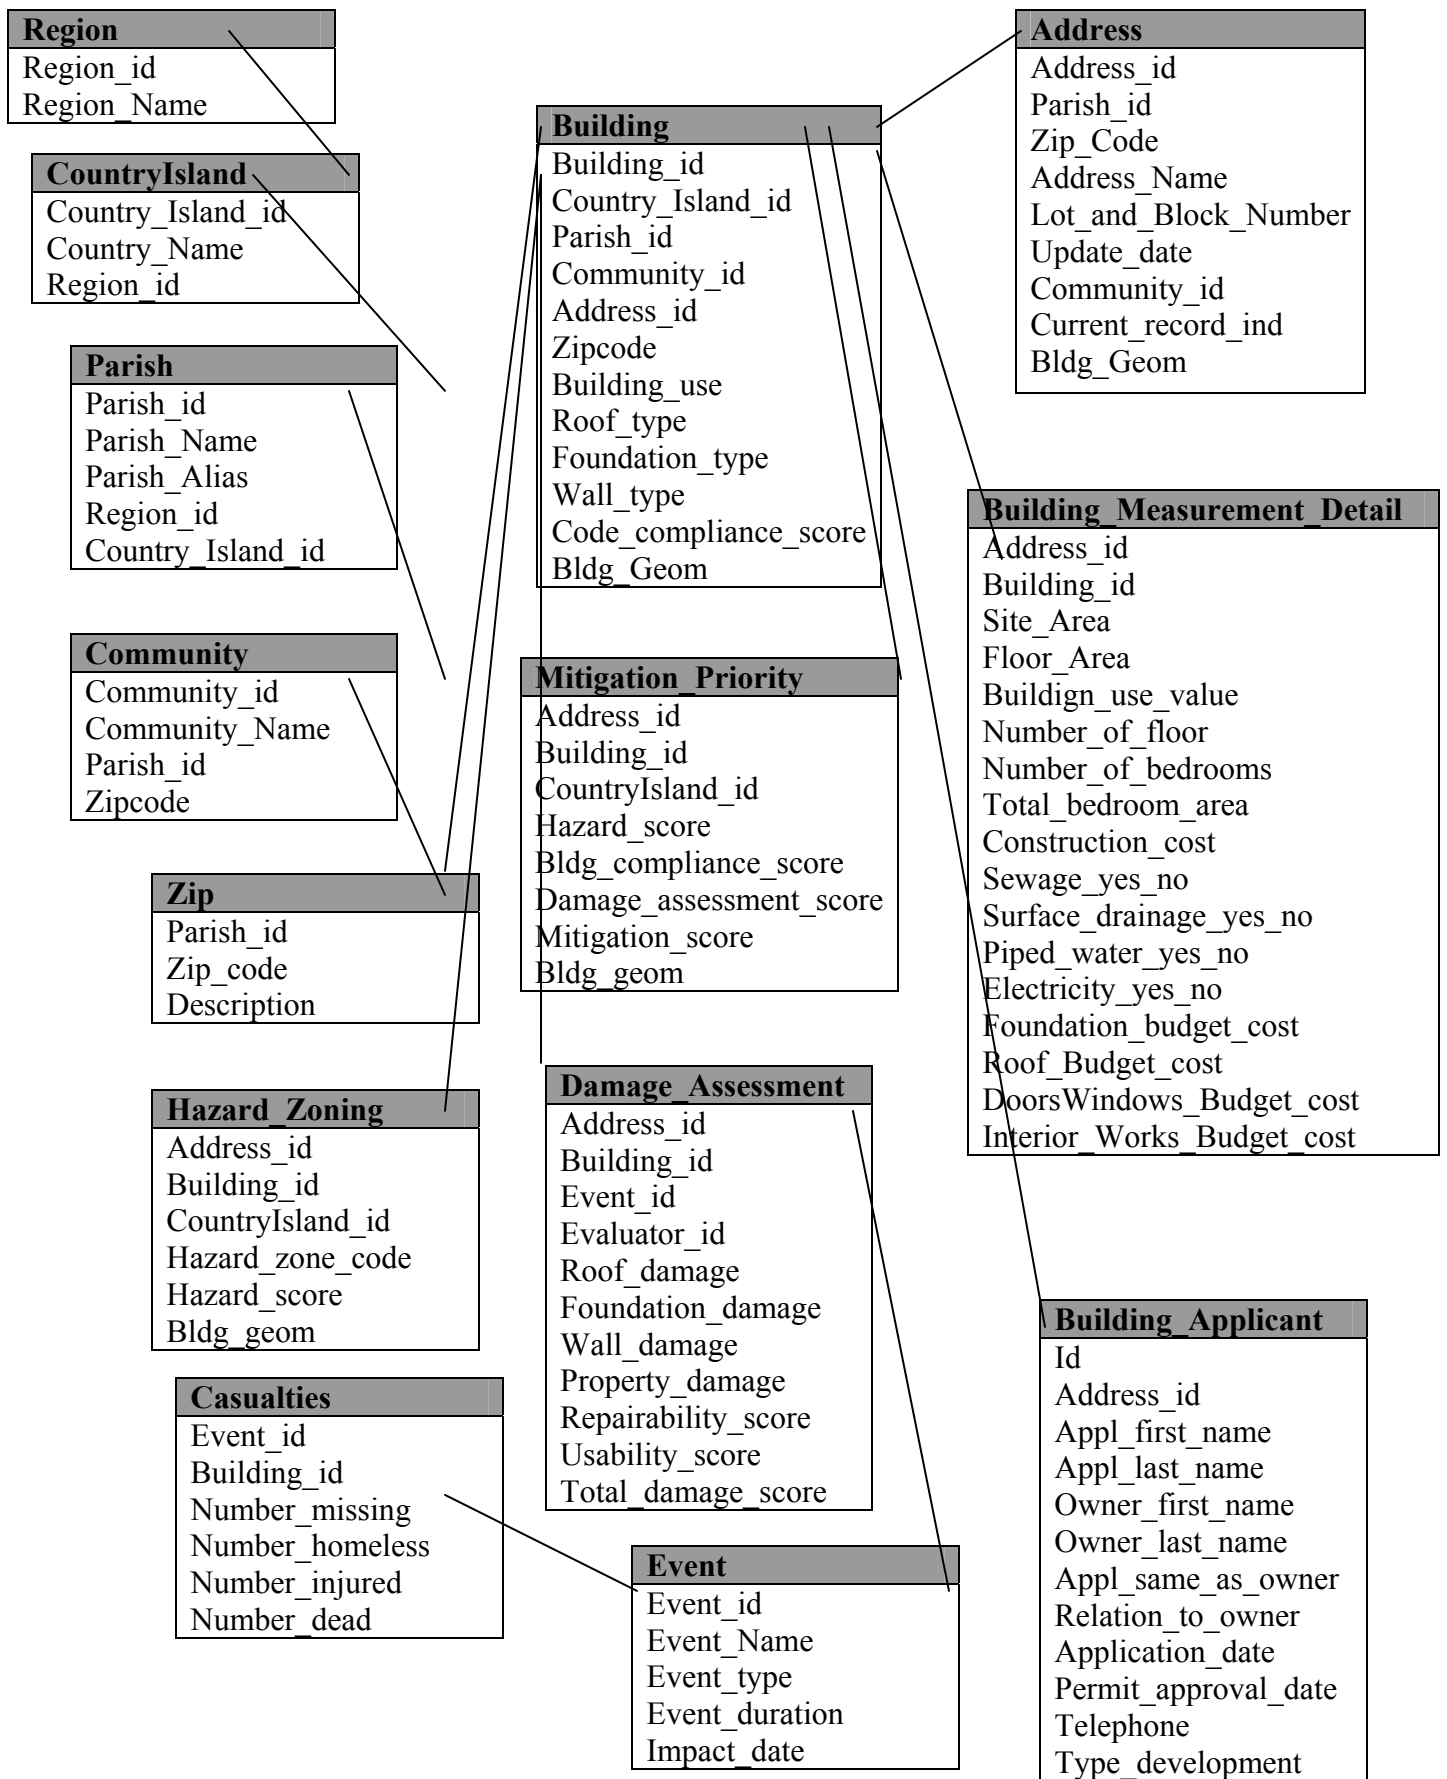 Region
Region_id
Region_Name
CountryIsland
Country_Island_id
Country_Name
Region_id
Parish
Parish_id
Parish_Name
Parish_Alias
Region_id
Country_Island_id
Community
Community_id
Community_Name
Parish_id
Zipcode
Zip
Parish_id
Zip_code
Description
Hazard_Zoning
Address_id
Building_id
CountryIsland_id
Hazard_zone_code
Hazard_score
Bldg_geom
Casualties
Event_id
Building_id
Number_missing
Number_homeless
Number_injured
Number_dead
Building
Building_id
Country_Island_id
Parish_id
Community_id
Address_id
Zipcode
Building_use
Roof_type
Foundation_type
Wall_type
Code_compliance_score
Bldg_Geom
Mitigation_Priority
Address_id
Building_id
CountryIsland_id
Hazard_score
Bldg_compliance_score
Damage_assessment_score
Mitigation_score
Bldg_geom
Damage_Assessment
Address_id
Building_id
Event_id
Evaluator_id
Roof_damage
Foundation_damage
Wall_damage
Property_damage
Repairability_score
Usability_score
Total_damage_score
Event
Event_id
Event_Name
Event_type
Event_duration
Impact_date
Address
Address_id
Parish_id
Zip_Code
Address_Name
Lot_and_Block_Number
Update_date
Community_id
Current_record_ind
Bldg_Geom
Building_Measurement_Detail
Address_id
Building_id
Site_Area
Floor_Area
Buildign_use_value
Number_of_floor
Number_of_bedrooms
Total_bedroom_area
Construction_cost
Sewage_yes_no
Surface_drainage_yes_no
Piped_water_yes_no
Electricity_yes_no
Foundation_budget_cost
Roof_Budget_cost
DoorsWindows_Budget_cost
Interior_Works_Budget_cost
Building_Applicant
Id
Address_id
Appl_first_name
Appl_last_name
Owner_first_name
Owner_last_name
Appl_same_as_owner
Relation_to_owner
Application_date
Permit_approval_date
Telephone
Type_development